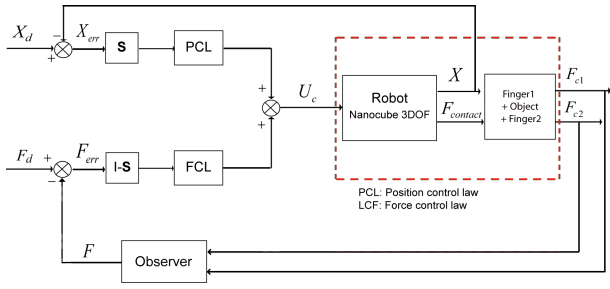 X_d
−
+
X_err
S
PCL
+
+
U_c
Robot
Nanocube 3DOF
X
F_contact
Finger1
+ Object
+ Finger2
F_c1
F_c2
F_d
+
−
F_err
I-S
FCL
PCL: Position control law
LCF: Force control law
F
Observer